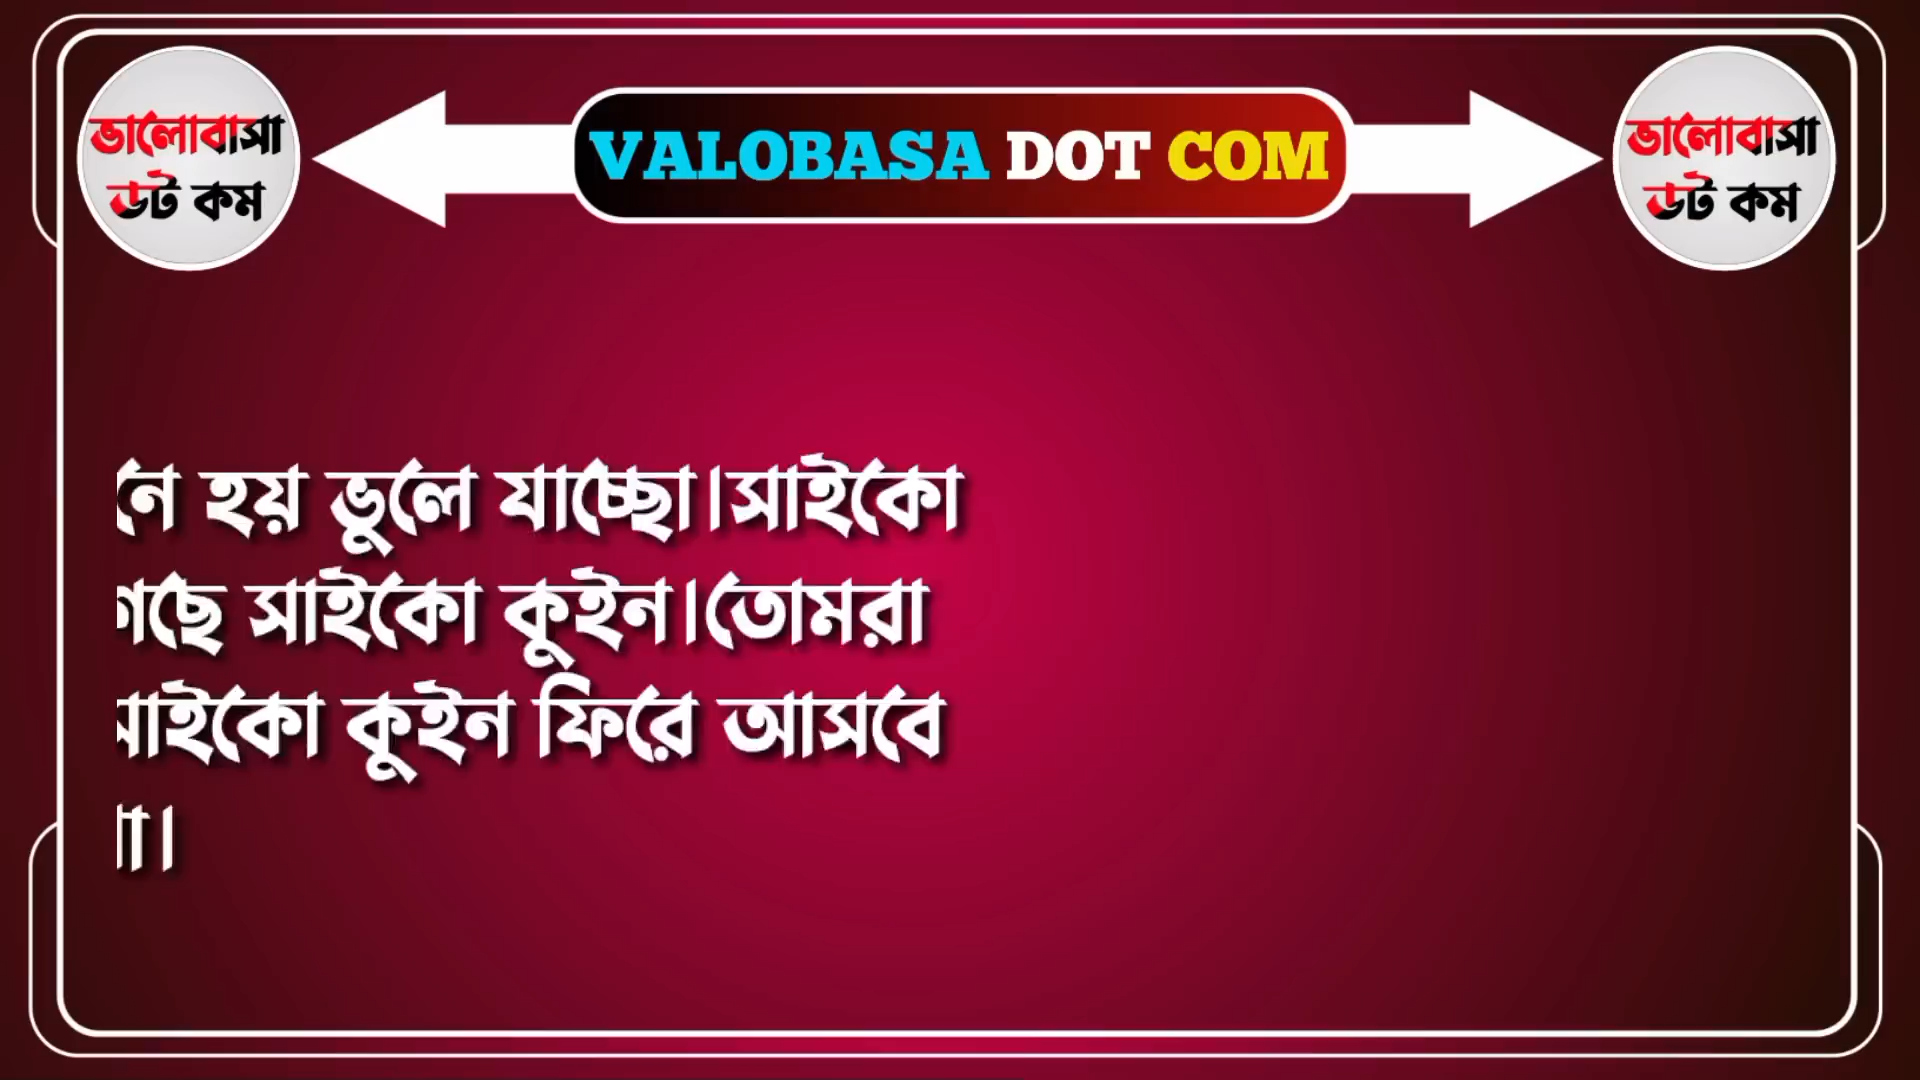 ভালোবাসা
ডট কম
VALOBASA DOT COM
ভালোবাসা
ডট কম
হয় ভুলে যাচ্ছো।সাইকো
সাইকো কুইন।তোমরা
কুইন ফিরে আসবে